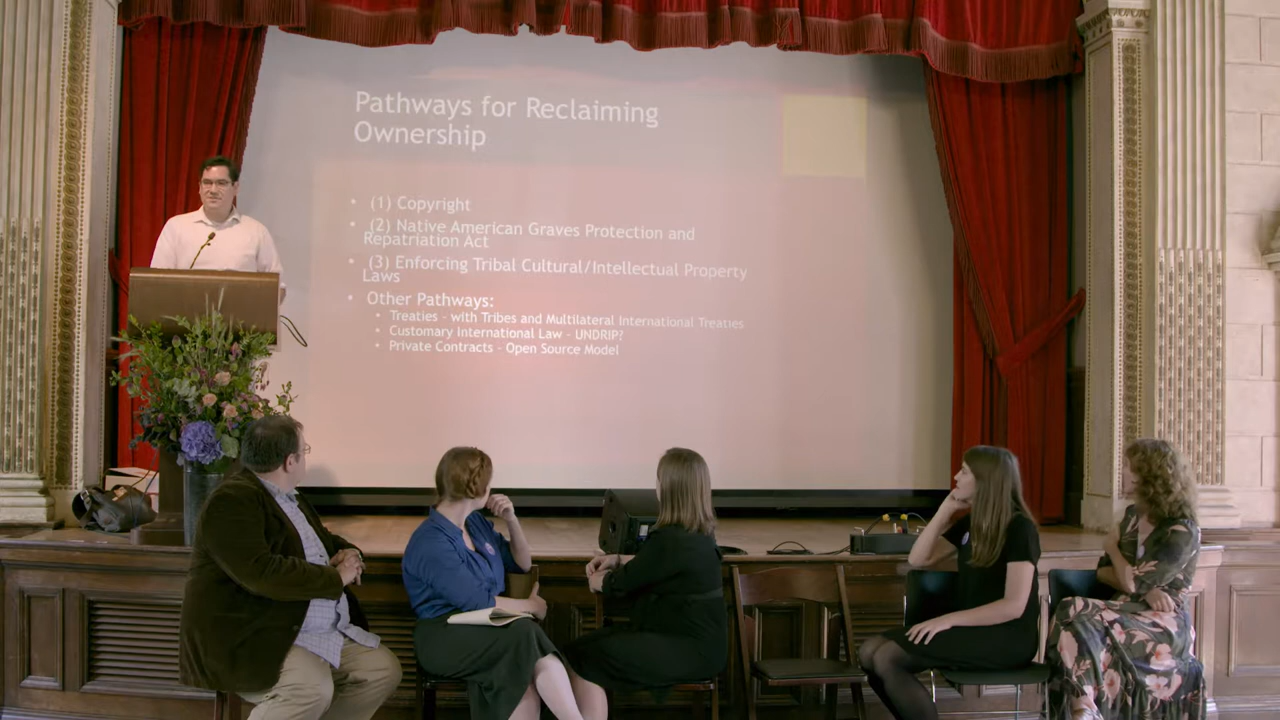 Pathways for Reclaiming
Ownership
• (1) Copyright
• (2) Native American Graves Protection and
Repatriation Act
• (3) Enforcing Tribal Cultural/Intellectual Property
Laws
• Other Pathways:
• Treaties - with Tribes and Multilateral International Treaties
• Customary International Law - UNDRIP?
• Private Contracts - Open Source Model